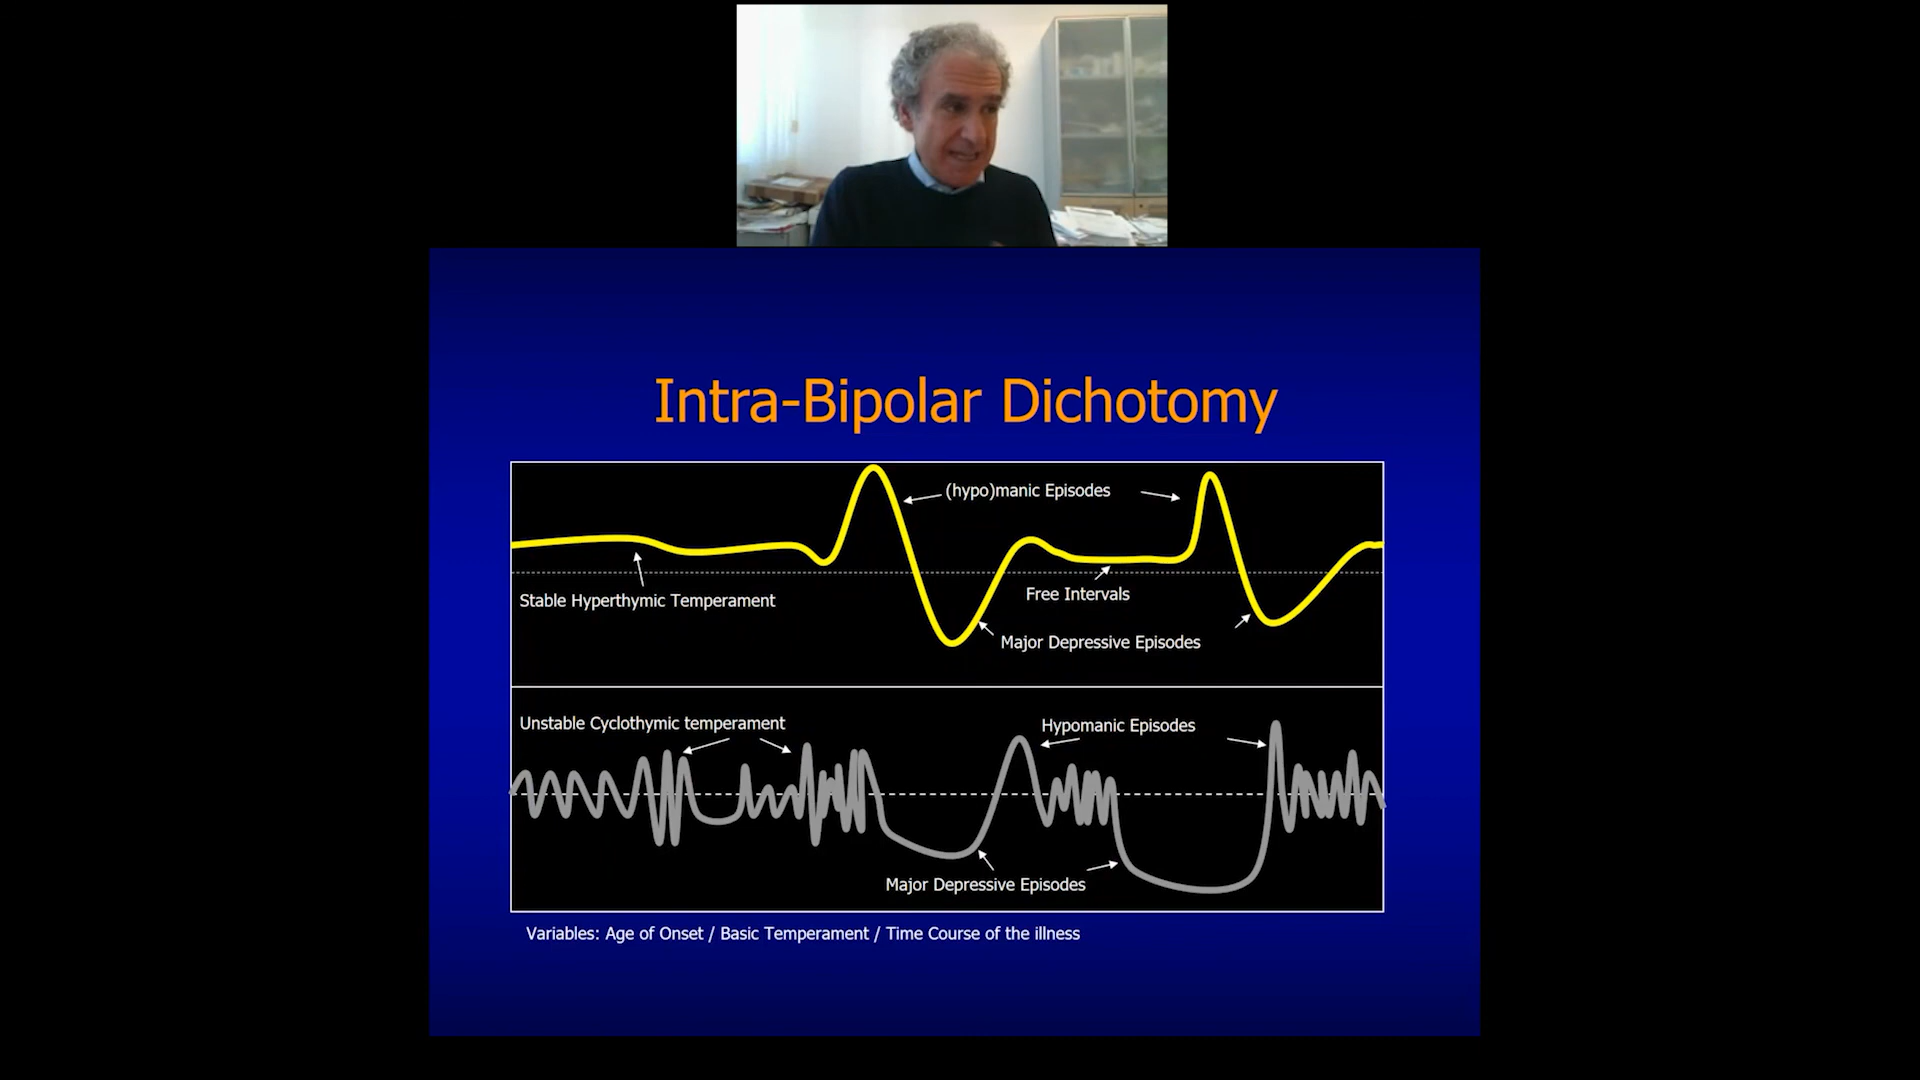 Intra-Bipolar Dichotomy
(hypo)manic Episodes
Stable Hyperthymic Temperament
Free Intervals
Major Depressive Episodes
Unstable Cyclothymic temperament
Hypomanic Episodes
Major Depressive Episodes
Variables: Age of Onset / Basic Temperament / Time Course of the illness